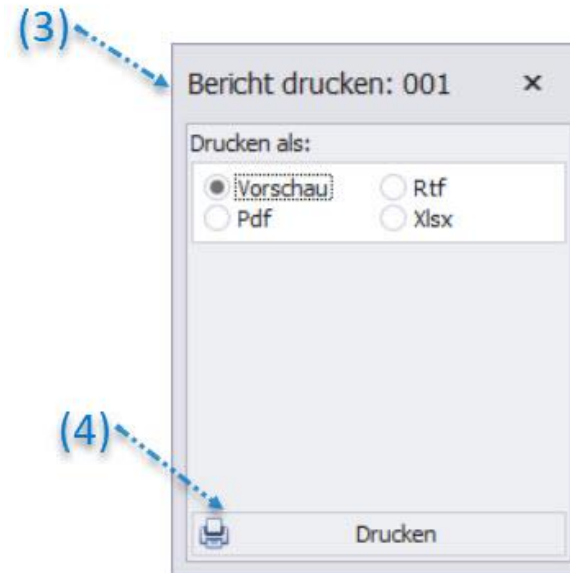 (3)
Bericht drucken: 001
Drucken als:
Vorschau Rtf
Pdf Xlsx
(4)
Drucken